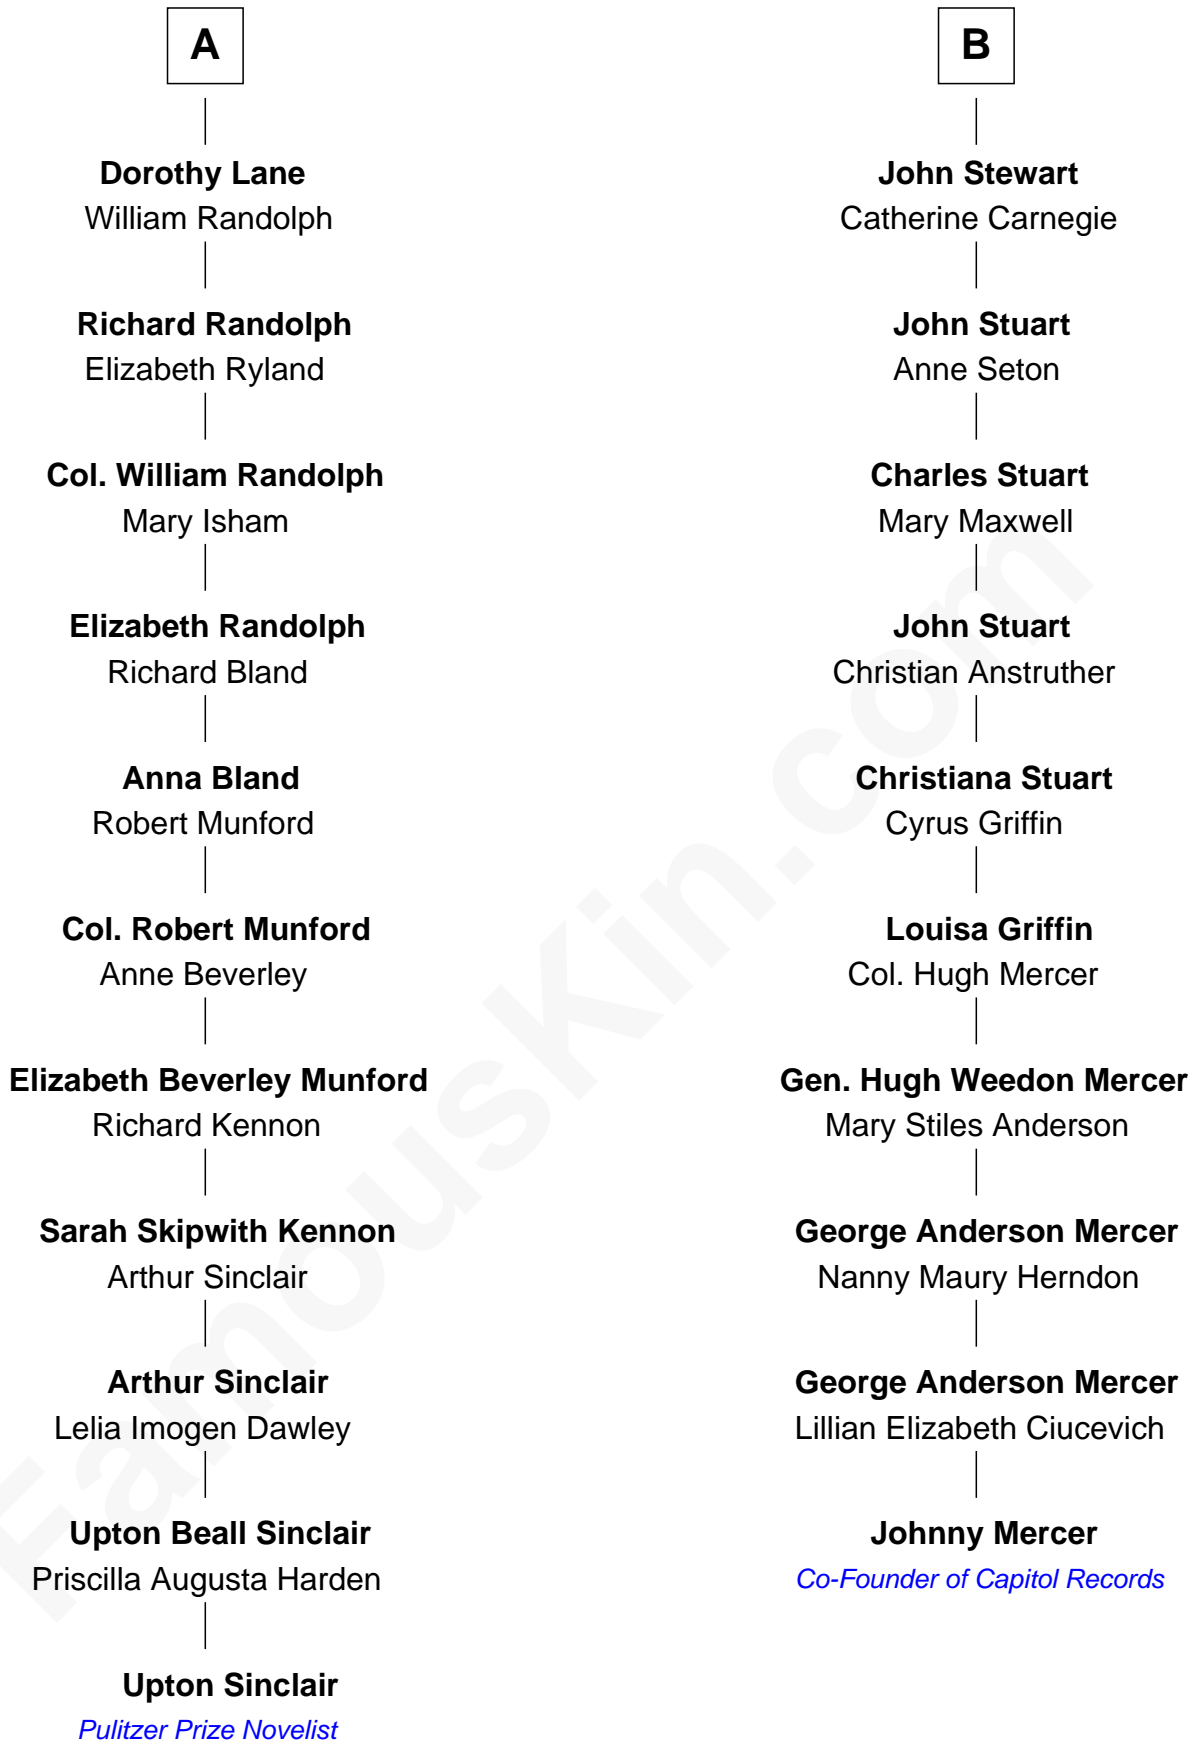 A
Dorothy Lane
William Randolph
Richard Randolph
Elizabeth Ryland
Col. William Randolph
Mary Isham
Elizabeth Randolph
Richard Bland
Anna Bland
Robert Munford
Col. Robert Munford
Anne Beverley
Elizabeth Beverley Munford
Richard Kennon
Sarah Skipwith Kennon
Arthur Sinclair
Arthur Sinclair
Lelia Imogen Dawley
Upton Beall Sinclair
Priscilla Augusta Harden
Upton Sinclair
Pulitzer Prize Novelist
B
John Stewart
Catherine Carnegie
John Stuart
Anne Seton
Charles Stuart
Mary Maxwell
John Stuart
Christian Anstruther
Christiana Stuart
Cyrus Griffin
Louisa Griffin
Col. Hugh Mercer
Gen. Hugh Weedon Mercer
Mary Stiles Anderson
George Anderson Mercer
Nanny Maury Herndon
George Anderson Mercer
Lillian Elizabeth Ciucevich
Johnny Mercer
Co-Founder of Capitol Records
FamousKin.com